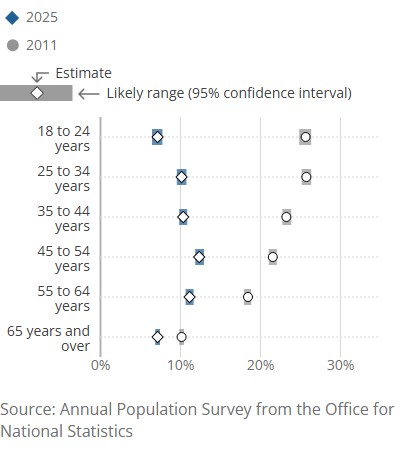 2025
2011
Estimate
Likely range (95% confidence interval)
18 to 24
years
25 to 34
years
35 to 44
years
45 to 54
years
55 to 64
years
65 years and
over
0%
10%
20%
30%
Source: Annual Population Survey from the Office for
National Statistics